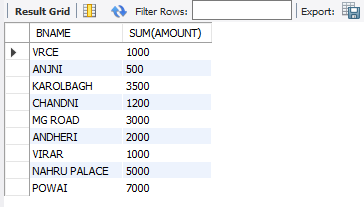 Result Grid Filter Rows: Export:
BNAME SUM(AMOUNT)
VRCE 1000
ANJNI 500
KAROLBAGH 3500
CHANDNI 1200
MG ROAD 3000
ANDHERI 2000
VIRAR 1000
NAHRU PALACE 5000
POWAI 7000